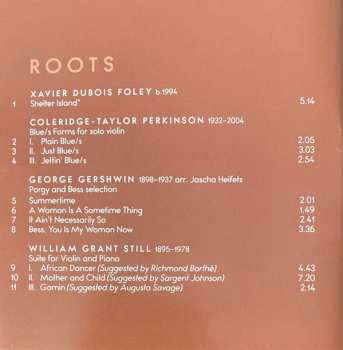 ROOTS
XAVIER DUBOIS FOLEY b.1994
1 Shelter Island* 5.14
COLERIDGE-TAYLOR PERKINSON 1932-2004
Blue/s Forms for solo violin
2 I. Plain Blue/s 2.05
3 II. Just Blue/s 3.03
4 III. Jettin' Blue/s 2.54
GEORGE GERSHWIN 1898-1937 arr. Jascha Heifetz
Porgy and Bess selection
5 Summertime 2.01
6 A Woman Is A Sometime Thing 1.49
7 It Ain't Necessarily So 2.41
8 Bess, You Is My Woman Now 3.36
WILLIAM GRANT STILL 1895-1978
Suite for Violin and Piano
9 I. African Dancer (Suggested by Richmond Barthé) 4.43
10 II. Mother and Child (Suggested by Sargent Johnson) 7.20
11 III. Gamin (Suggested by Augusta Savage) 2.14